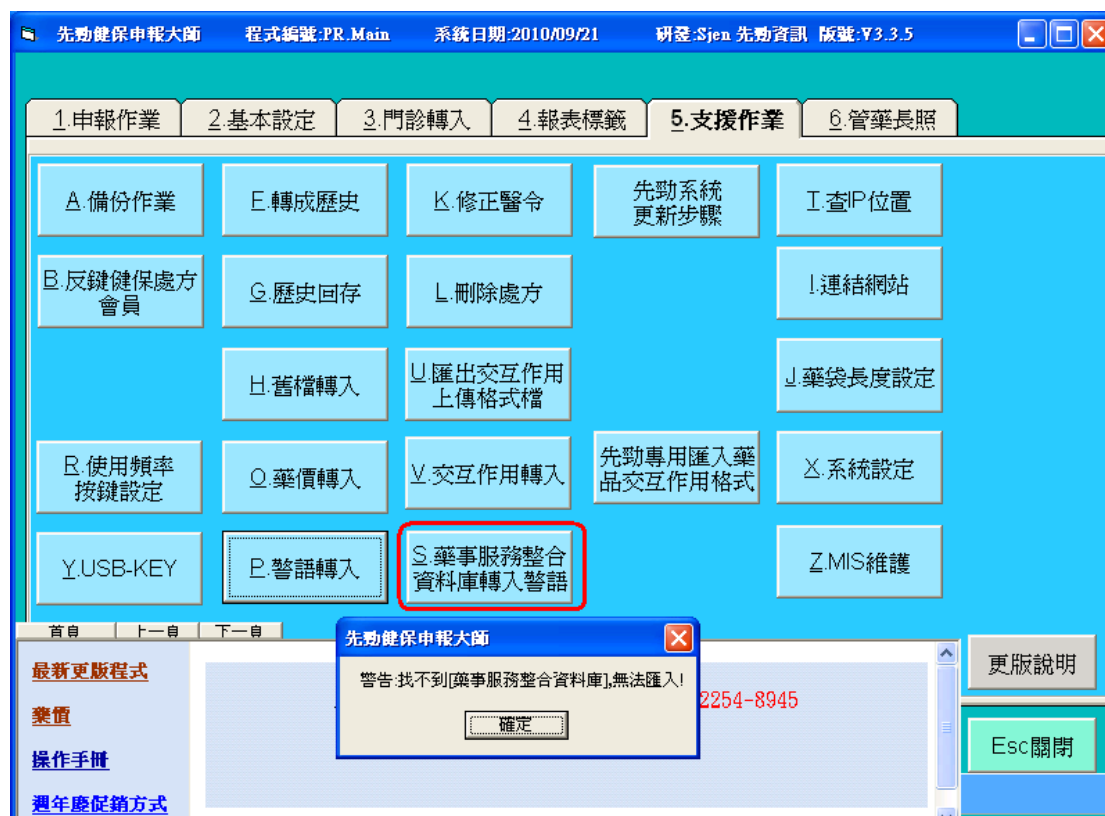 先勁健保申報大師 程式編號:PR.Main 系統日期:2010/09/21 研發:Sjen 先勁資訊 版號:V3.3.5
1.申報作業 2.基本設定 3.門診轉入 4.報表標籤 5.支援作業 6.管藥長照
A.備份作業
E.轉成歷史
K.修正醫令
先勁系統
更新步驟
T.查IP位置
B.反鍵健保處方
會員
G.歷史回存
L.刪除處方
I.連結網站
H.舊檔轉入
U.匯出交互作用
上傳格式檔
J.藥袋長度設定
R.使用頻率
按鍵設定
O.藥價轉入
V.交互作用轉入
先勁專用匯入藥
品交互作用格式
X.系統設定
Y.USB-KEY
P.警語轉入
S.藥事服務整合
資料庫轉入警語
Z.MIS維護
首頁 上一頁 下一頁
先勁健保申報大師
警告:找不到[藥事服務整合資料庫],無法匯入!
確定
最新更版程式
藥價
操作手冊
週年慶促銷方式
2254-8945
更版說明
Esc關閉